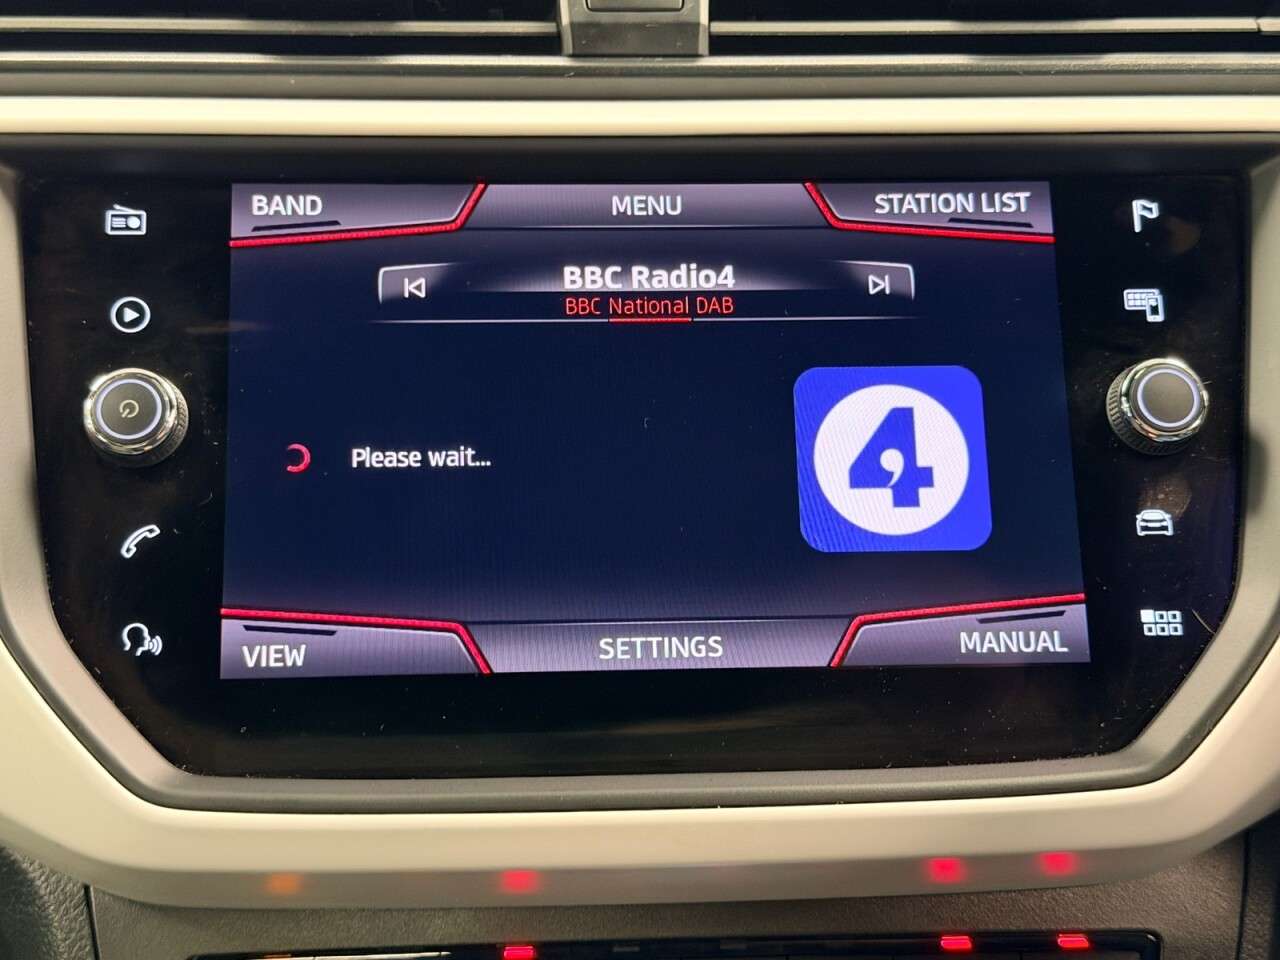 BAND MENU STATION LIST
BBC Radio4
BBC National DAB
Please wait...
4
VIEW SETTINGS MANUAL